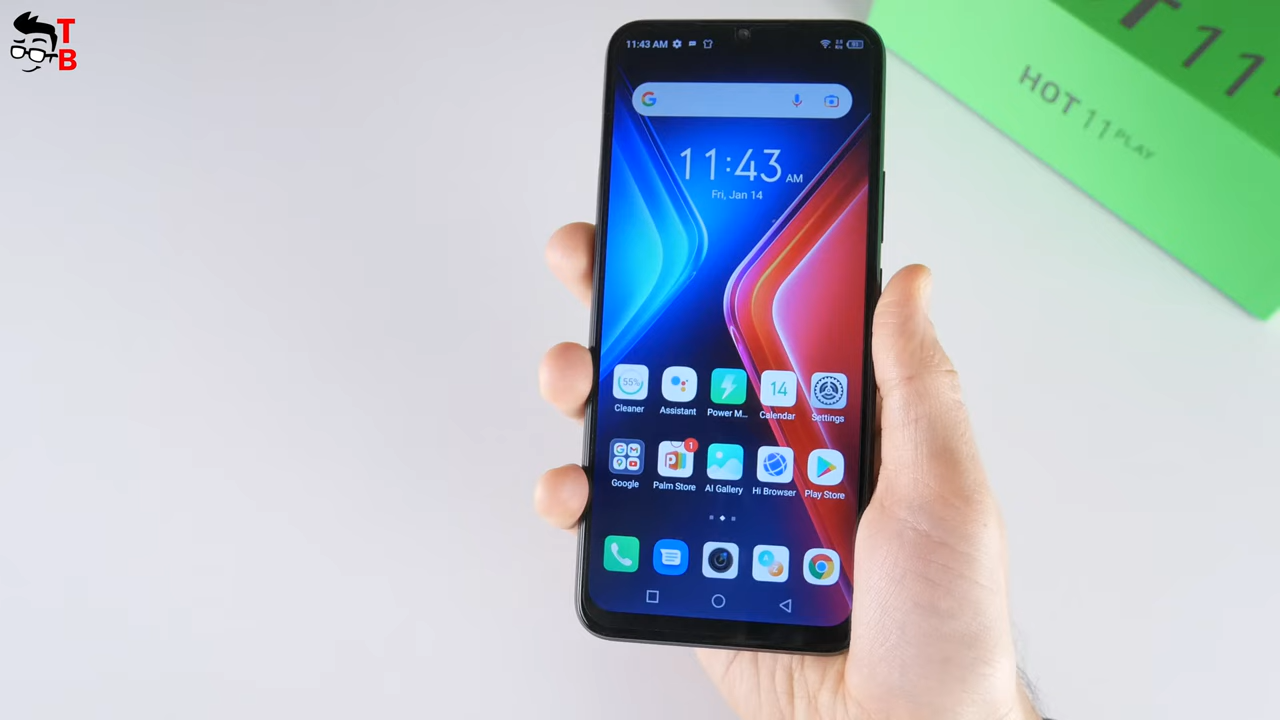 TB
11:43 AM
11:43 AM
Fri, Jan 14
55%
14
Cleaner
Assistant
Power M...
Calendar
Settings
1
Google
Palm Store
AI Gallery
Hi Browser
Play Store
HOT 11 PLAY